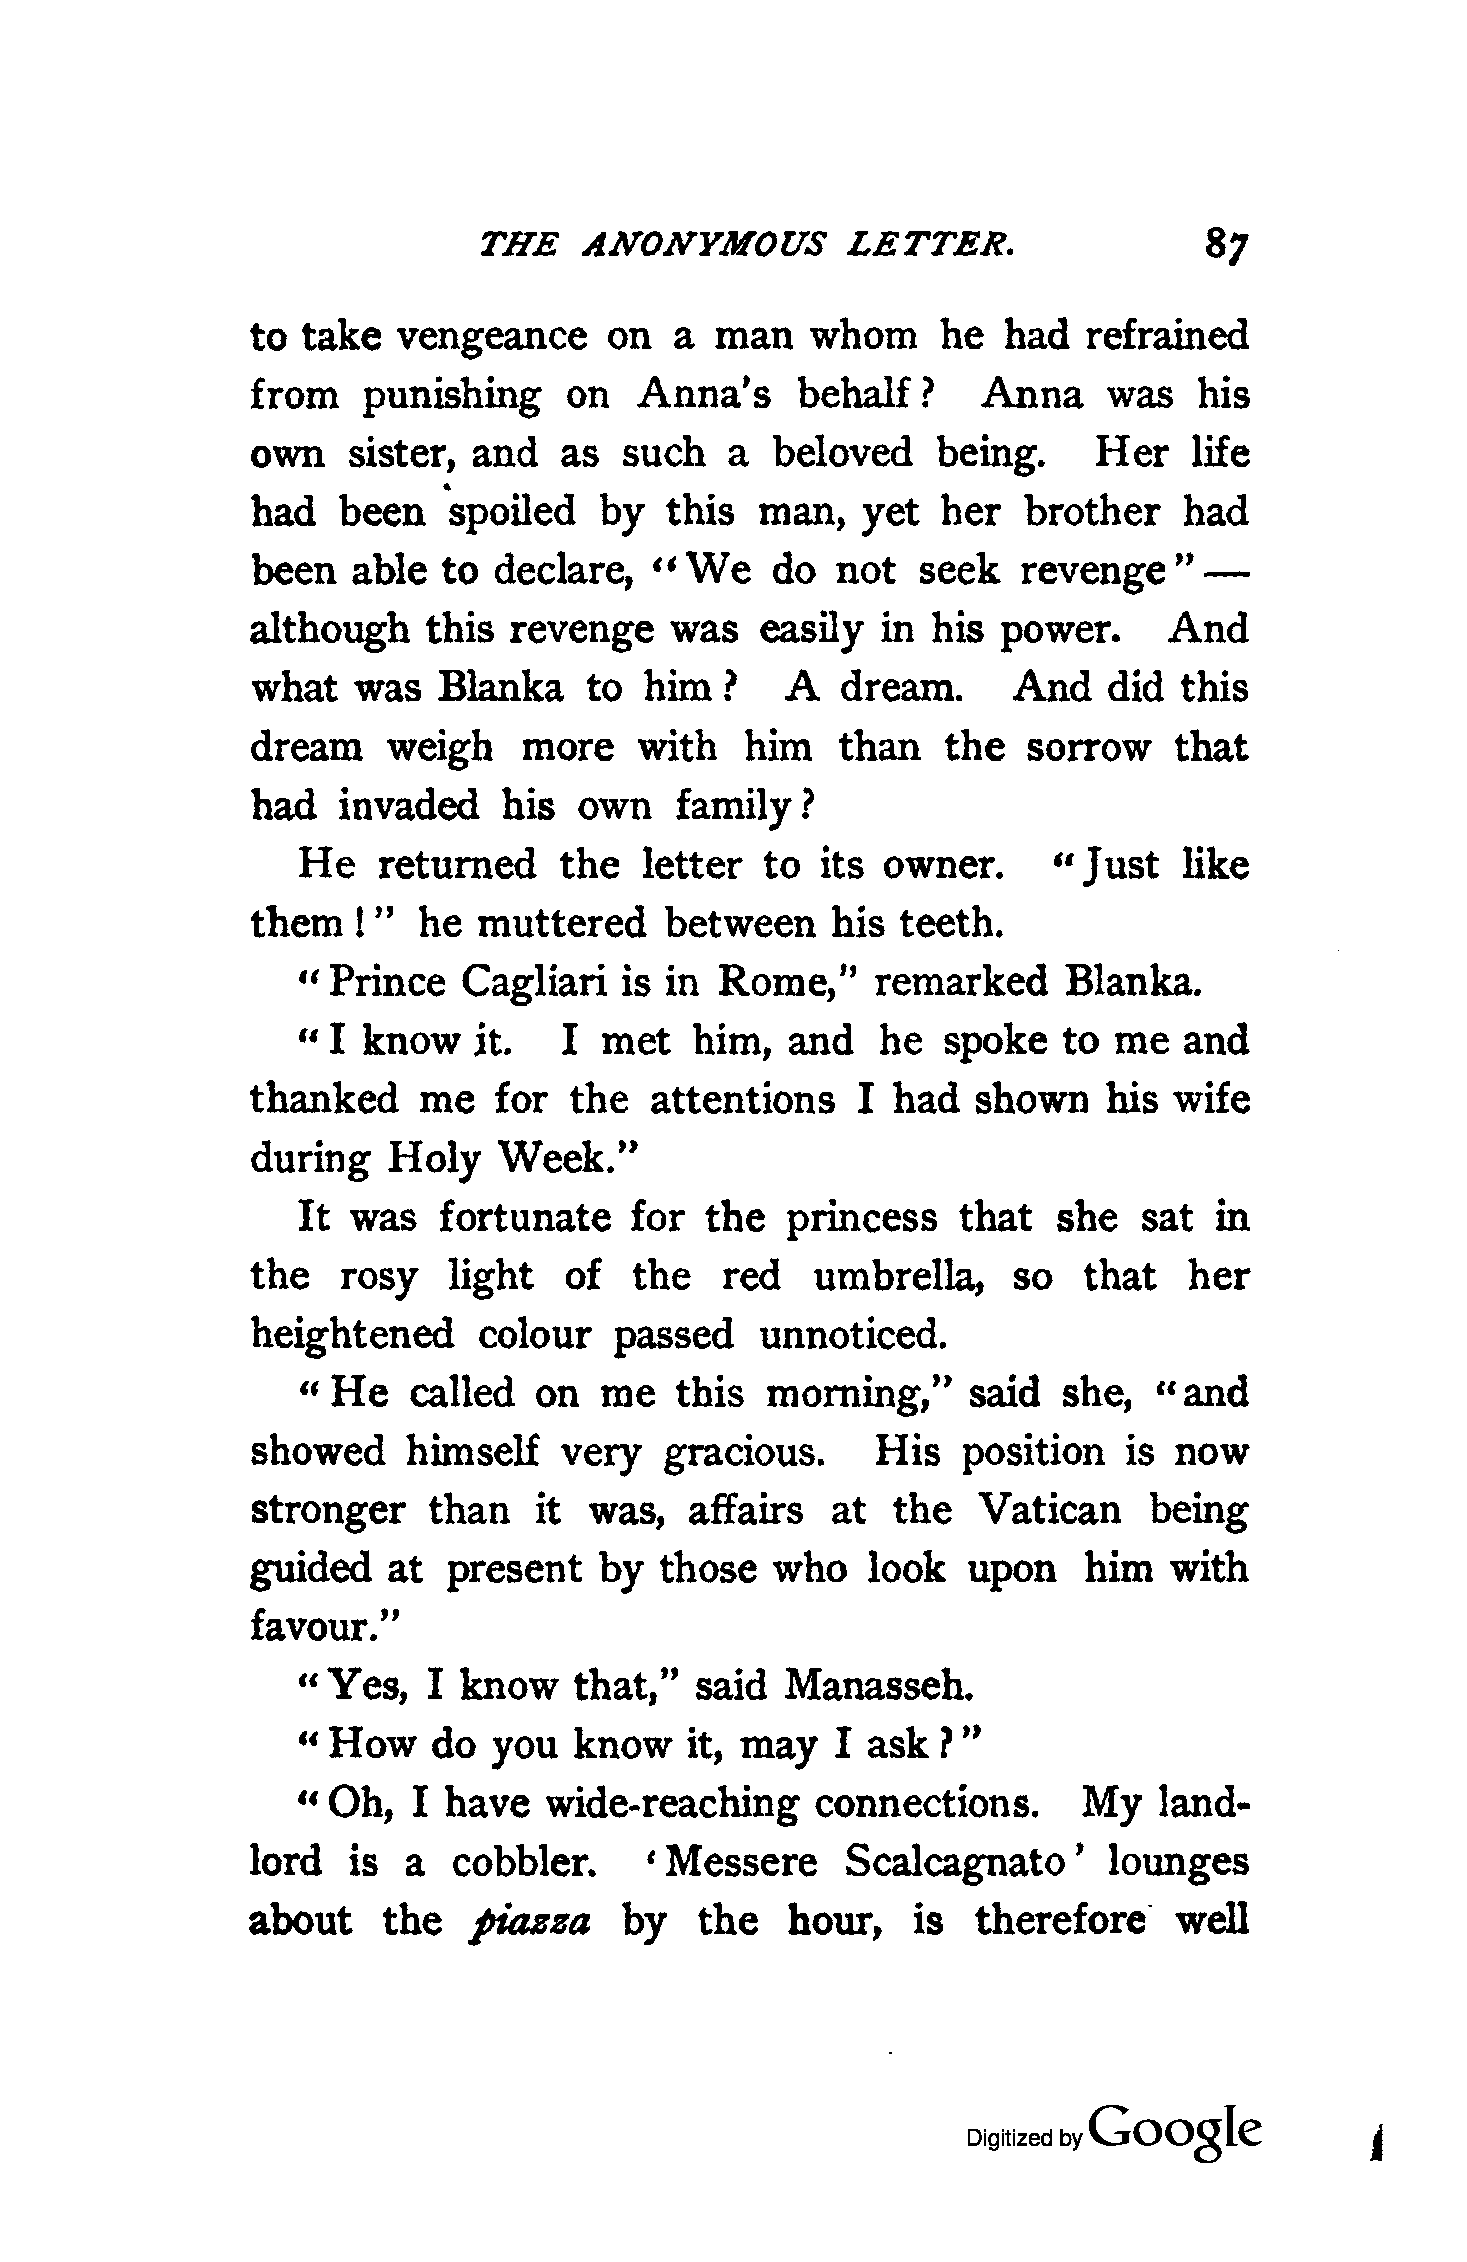 THE ANONYMOUS LETTER. 87
to take vengeance on a man whom he had refrained
from punishing on Anna's behalf? Anna was his
own sister, and as such a beloved being. Her life
had been spoiled by this man, yet her brother had
been able to declare, "We do not seek revenge"—
although this revenge was easily in his power. And
what was Blanka to him? A dream. And did this
dream weigh more with him than the sorrow that
had invaded his own family?
He returned the letter to its owner. "Just like
them!" he muttered between his teeth.
"Prince Cagliari is in Rome," remarked Blanka.
"I know it. I met him, and he spoke to me and
thanked me for the attentions I had shown his wife
during Holy Week."
It was fortunate for the princess that she sat in
the rosy light of the red umbrella, so that her
heightened colour passed unnoticed.
"He called on me this morning," said she, "and
showed himself very gracious. His position is now
stronger than it was, affairs at the Vatican being
guided at present by those who look upon him with
favour."
"Yes, I know that," said Manasseh.
"How do you know it, may I ask?"
"Oh, I have wide-reaching connections. My land-
lord is a cobbler. 'Messere Scalcagnato' lounges
about the piazza by the hour, is therefore well
Digitized by Google